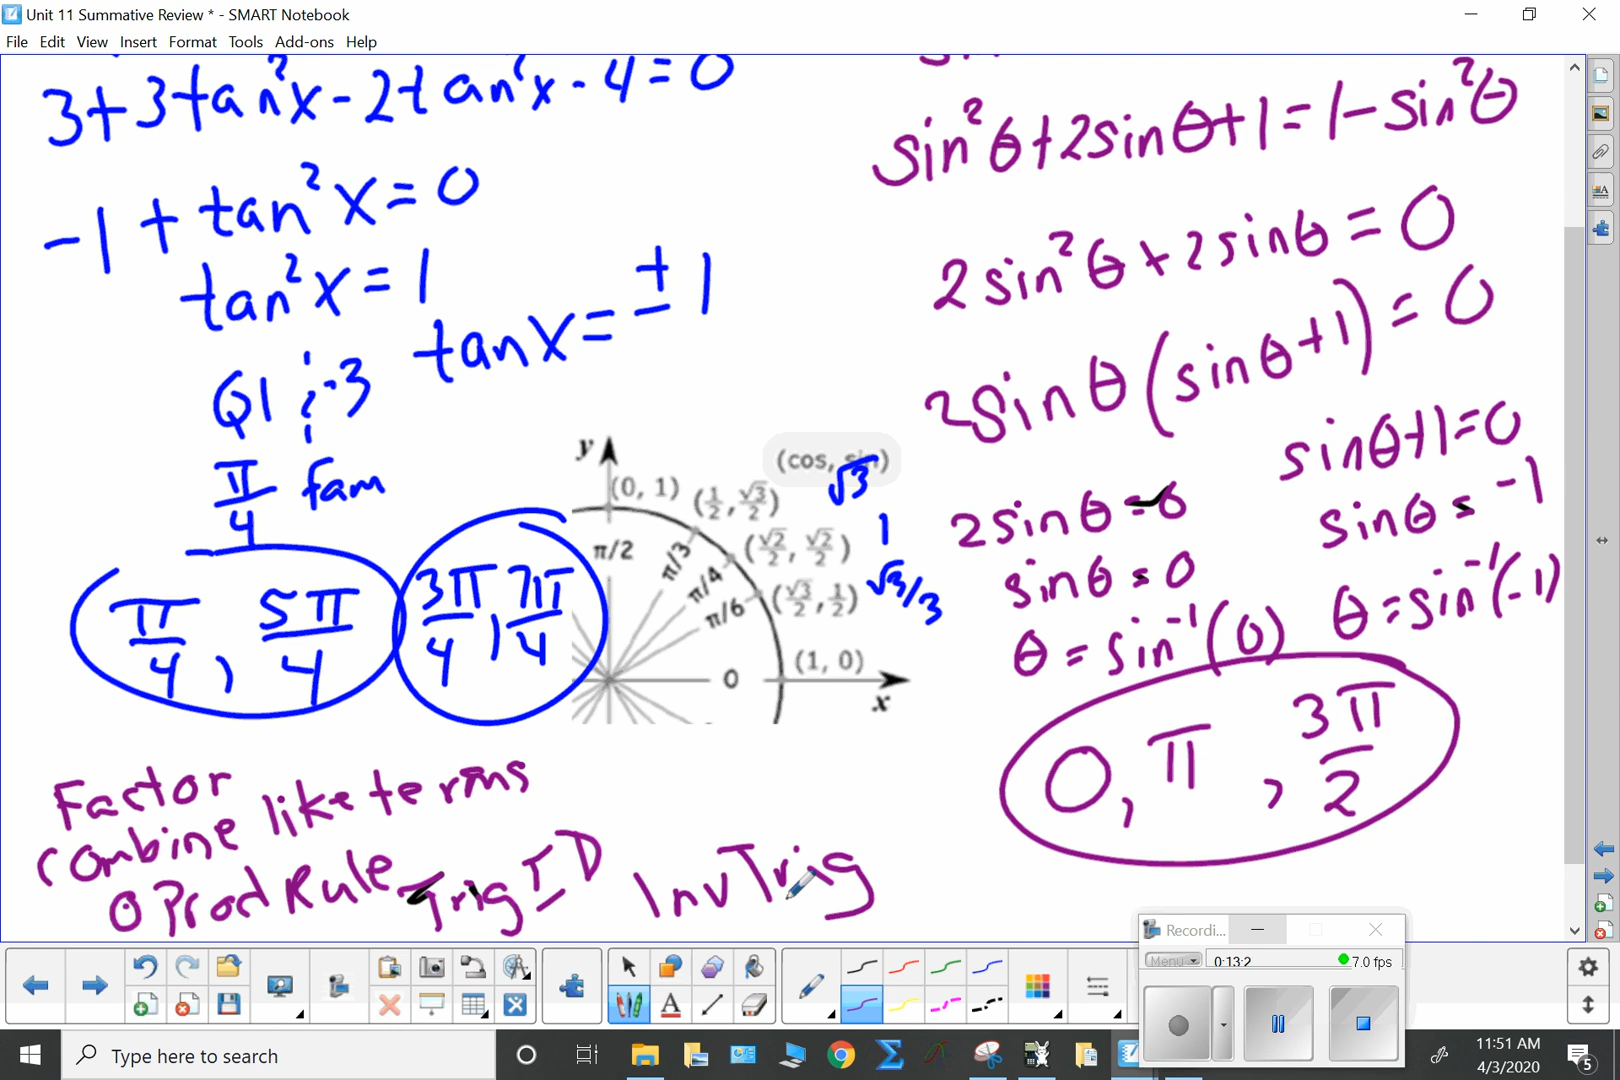 Unit 11 Summative Review * - SMART Notebook
File Edit View Insert Format Tools Add-ons Help
3+3tan²x-2tan²x-4=0
-1+tan²x=0
tan²x=1
tanx=±1
Q1 & 3
π/4 fam
π/4, 5π/4
3π/4, 7π/4
y
(cos, sin)
(0, 1)
(1/2, √3/2)
√3
π/2
π/3
(√2/2, √2/2)
1
π/4
(√3/2, 1/2)
√3/3
π/6
0
(1, 0)
x
sin²θ+2sinθ+1=1-sin²θ
2sin²θ+2sinθ=0
2sinθ(sinθ+1)=0
2sinθ=0
sinθ=0
θ=sin⁻¹(0)
sinθ+1=0
sinθ=-1
θ=sin⁻¹(-1)
0, π, 3π/2
Factor
Combine like terms
0 Prod Rule Trig ID Inv Trig
Recordi...
Menu
0:13:2
7.0 fps
Type here to search
11:51 AM
4/3/2020
5